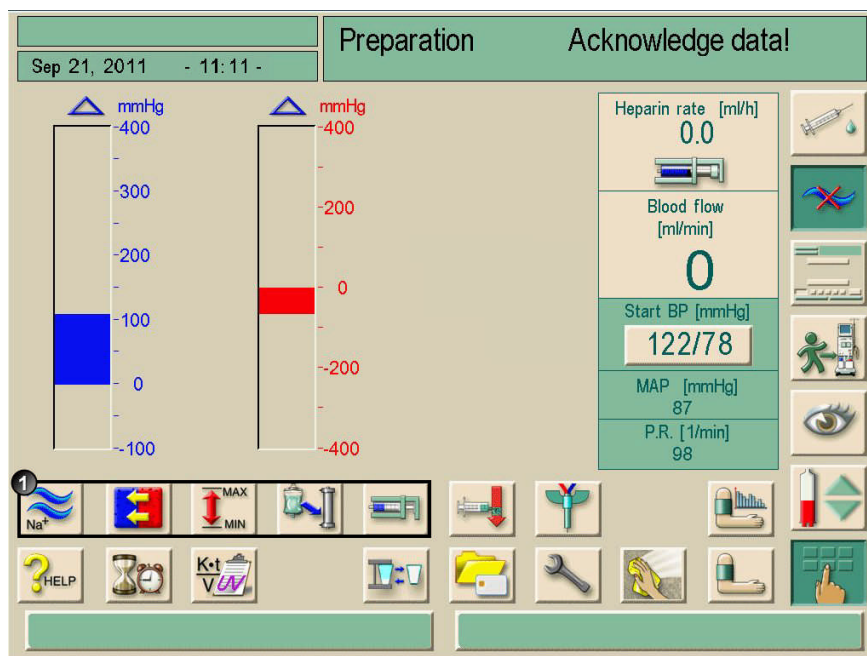 Preparation Acknowledge data!
Sep 21, 2011 - 11:11 -
mmHg
400
300
200
100
0
-100
mmHg
400
200
0
-200
-400
Heparin rate [ml/h]
0.0
Blood flow
[ml/min]
0
Start BP [mmHg]
122/78
MAP [mmHg]
87
P.R. [1/min]
98
1
Na+
MAX
MIN
? HELP
K•t
V